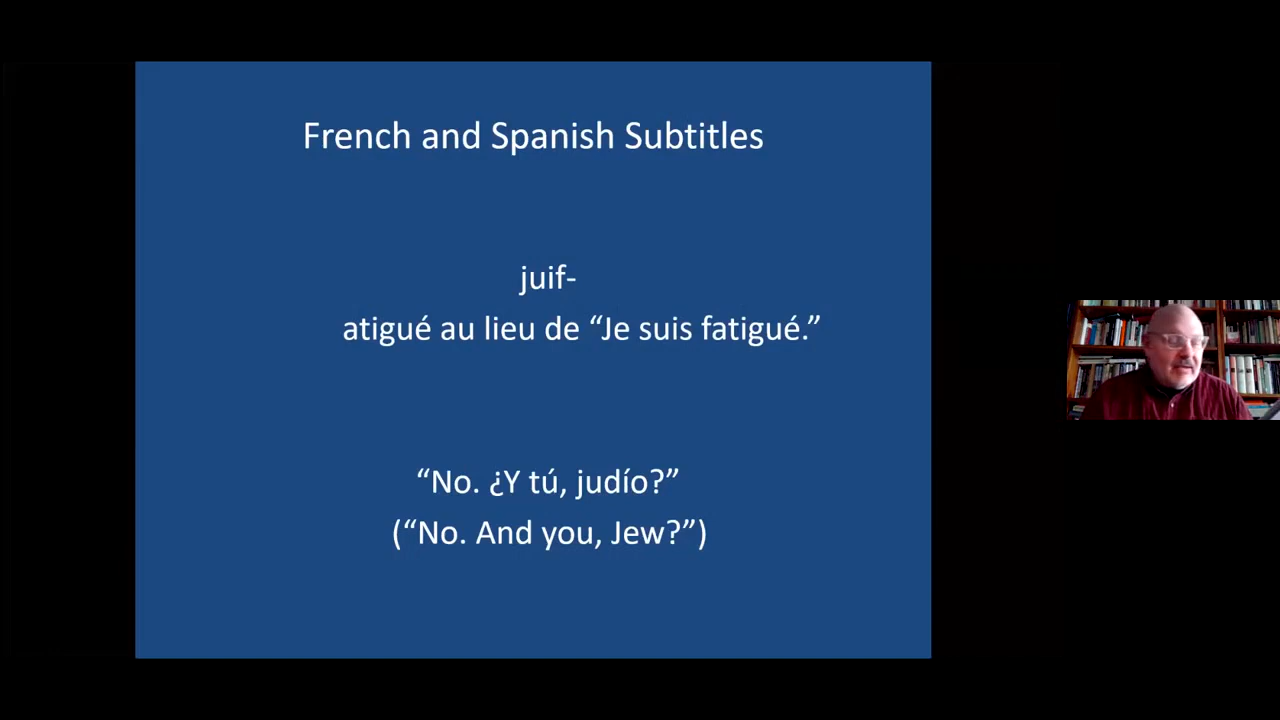 French and Spanish Subtitles
juif-
atigué au lieu de “Je suis fatigué.”
“No. ¿Y tú, judío?”
(“No. And you, Jew?”)